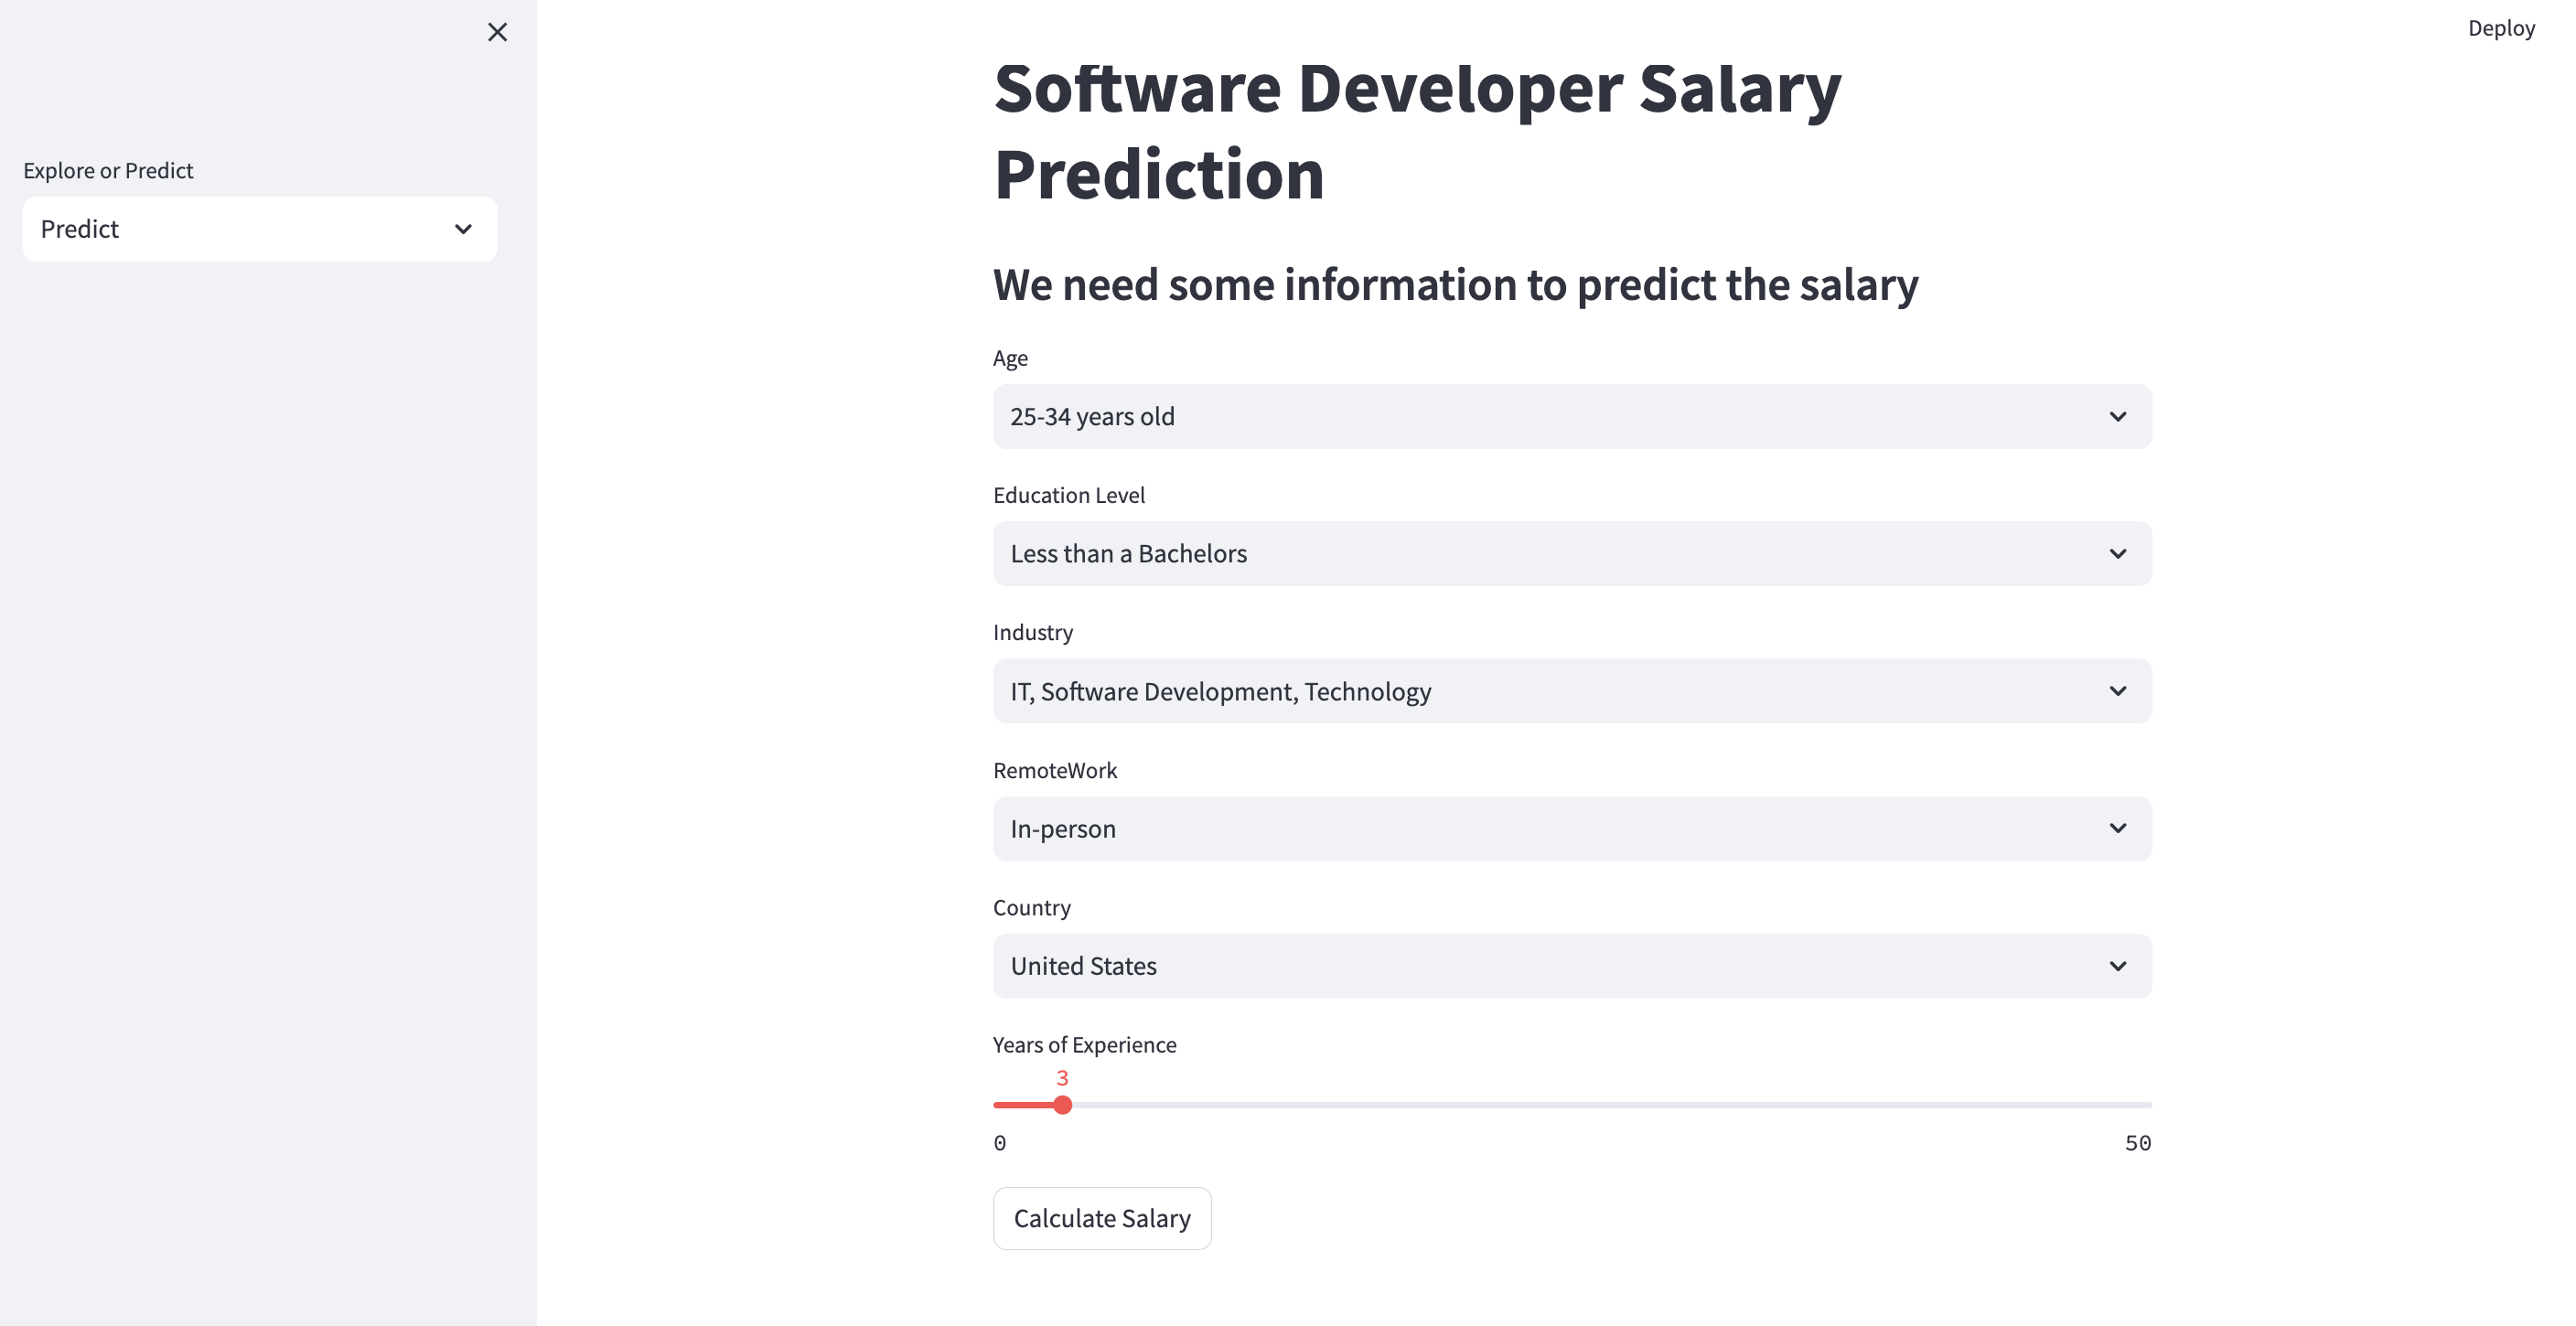 Deploy
Explore or Predict
Predict
Software Developer Salary
Prediction
We need some information to predict the salary
Age
25-34 years old
Education Level
Less than a Bachelors
Industry
IT, Software Development, Technology
RemoteWork
In-person
Country
United States
Years of Experience
3
0 50
Calculate Salary